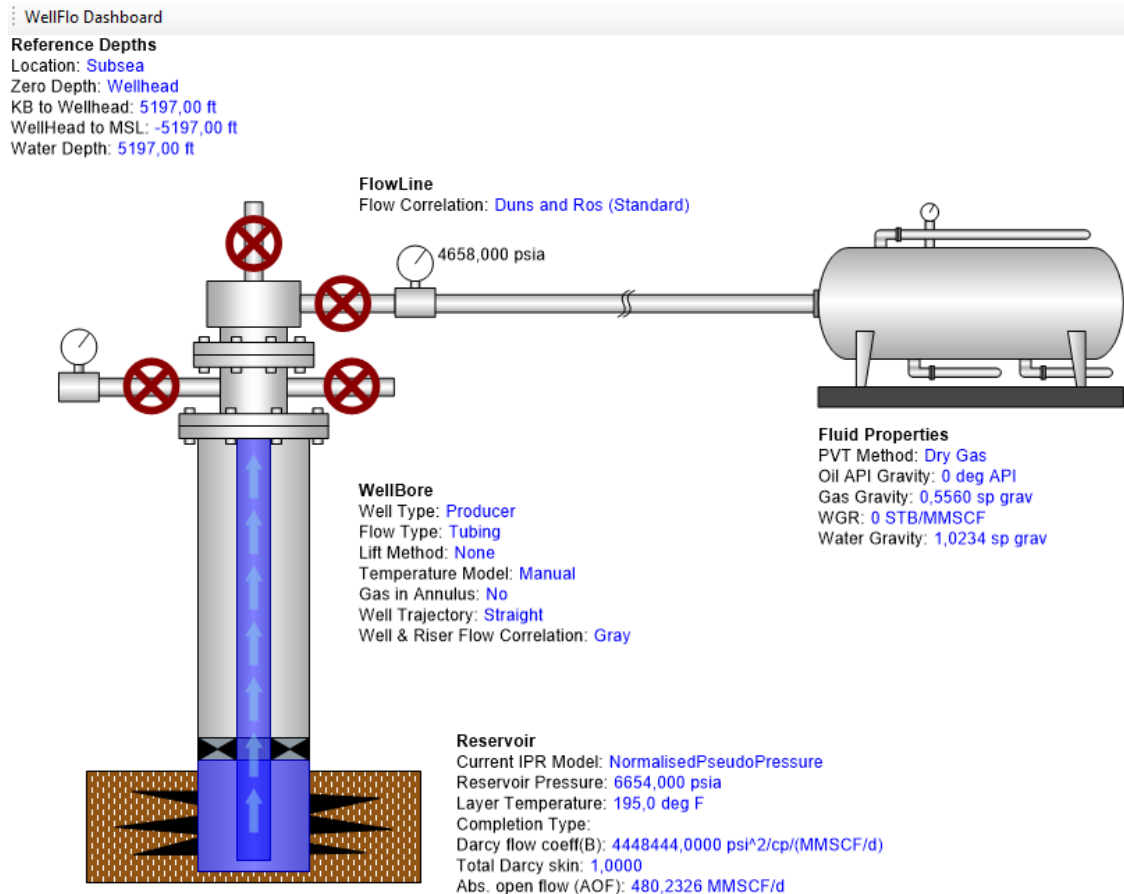 WellFlo Dashboard
Reference Depths
Location: Subsea
Zero Depth: Wellhead
KB to Wellhead: 5197,00 ft
WellHead to MSL: -5197,00 ft
Water Depth: 5197,00 ft
FlowLine
Flow Correlation: Duns and Ros (Standard)
4658,000 psia
Fluid Properties
PVT Method: Dry Gas
Oil API Gravity: 0 deg API
Gas Gravity: 0,5560 sp grav
WGR: 0 STB/MMSCF
Water Gravity: 1,0234 sp grav
WellBore
Well Type: Producer
Flow Type: Tubing
Lift Method: None
Temperature Model: Manual
Gas in Annulus: No
Well Trajectory: Straight
Well & Riser Flow Correlation: Gray
Reservoir
Current IPR Model: NormalisedPseudoPressure
Reservoir Pressure: 6654,000 psia
Layer Temperature: 195,0 deg F
Completion Type:
Darcy flow coeff(B): 4448444,0000 psi^2/cp/(MMSCF/d)
Total Darcy skin: 1,0000
Abs. open flow (AOF): 480,2326 MMSCF/d